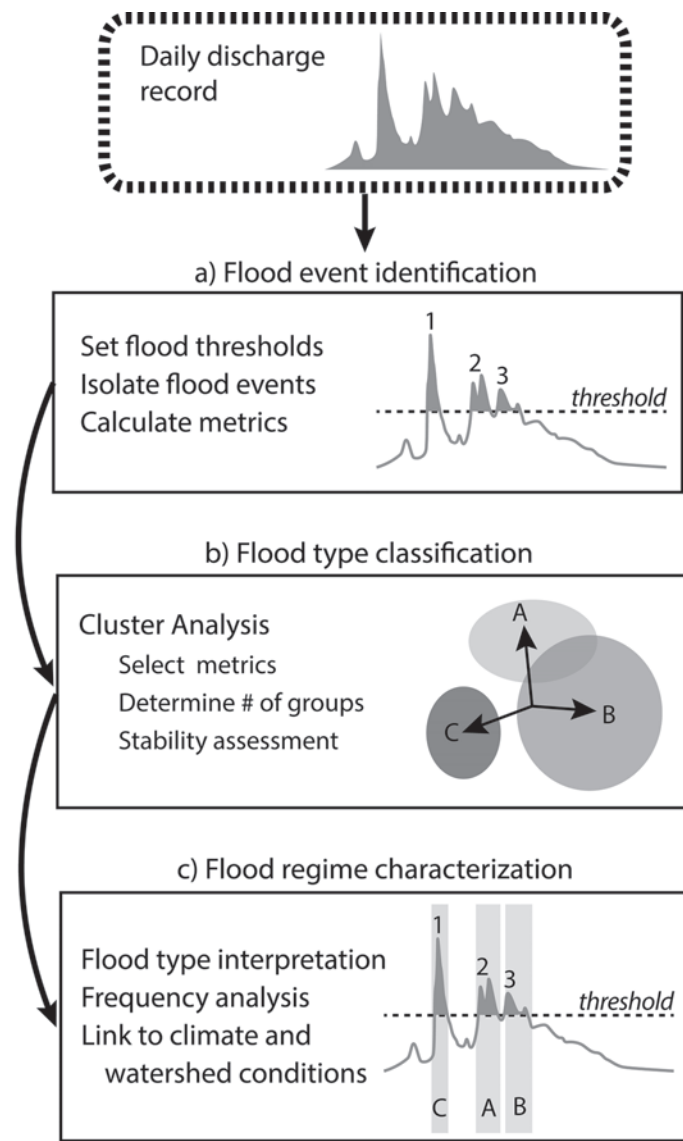 Daily discharge
record
a) Flood event identification
Set flood thresholds
Isolate flood events
Calculate metrics
1
2
3
threshold
b) Flood type classification
Cluster Analysis
Select metrics
Determine # of groups
Stability assessment
A
B
C
c) Flood regime characterization
Flood type interpretation
Frequency analysis
Link to climate and
watershed conditions
1
2
3
threshold
C
A
B